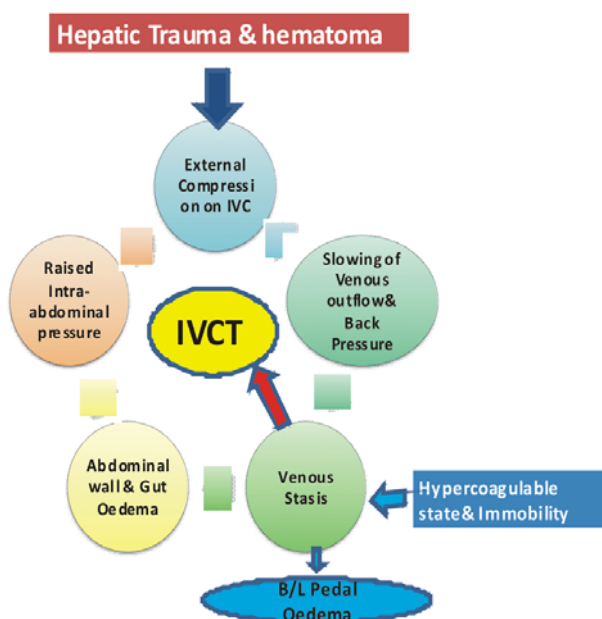 Hepatic Trauma & hematoma
External
Compressi
on on IVC
Slowing of
Venous
outflow&
Back
Pressure
Raised
Intra-
abdominal
pressure
IVCT
Abdominal
wall & Gut
Oedema
Venous
Stasis
Hypercoagulable
state& Immobility
B/L Pedal
Oedema